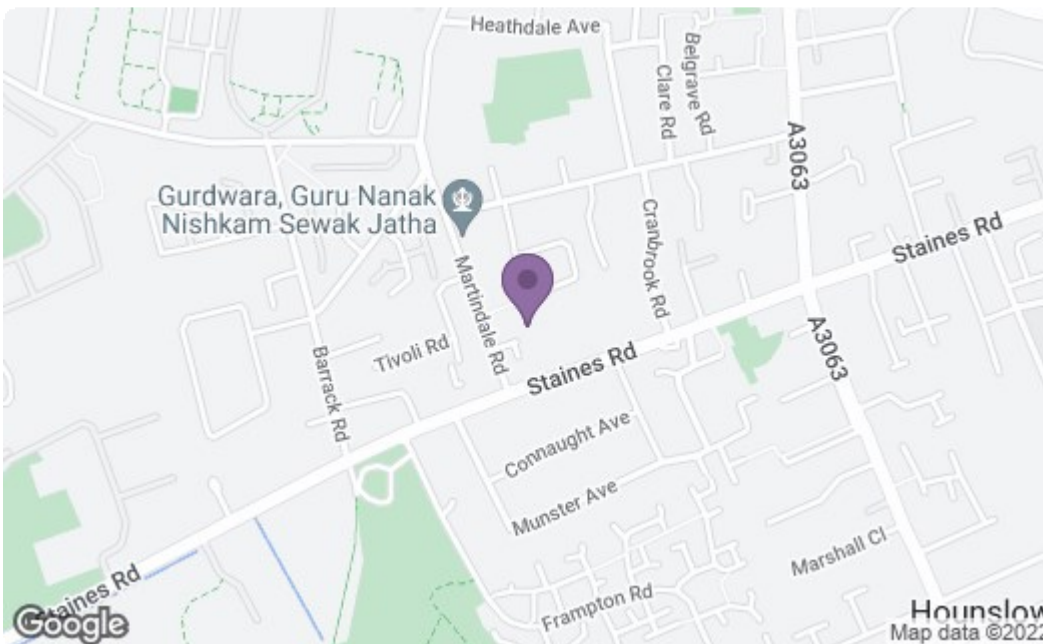 Heathdale Ave
Belgrave Rd
Clare Rd
A3063
Gurdwara, Guru Nanak
Nishkam Sewak Jatha
Cranbrook Rd
Staines Rd
Martindale Rd
Tivoli Rd
Barrack Rd
Staines Rd
A3063
Connaught Ave
Munster Ave
Marshall Cl
Staines Rd
Frampton Rd
Google
Hounslow
Map data ©2022